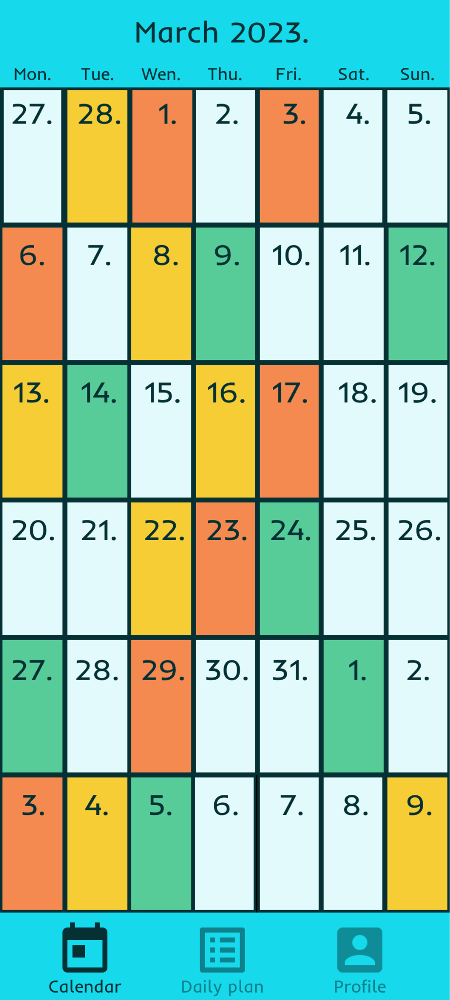 March 2023.
Mon. Tue. Wen. Thu. Fri. Sat. Sun.
27. 28. 1. 2. 3. 4. 5.
6. 7. 8. 9. 10. 11. 12.
13. 14. 15. 16. 17. 18. 19.
20. 21. 22. 23. 24. 25. 26.
27. 28. 29. 30. 31. 1. 2.
3. 4. 5. 6. 7. 8. 9.
Calendar Daily plan Profile